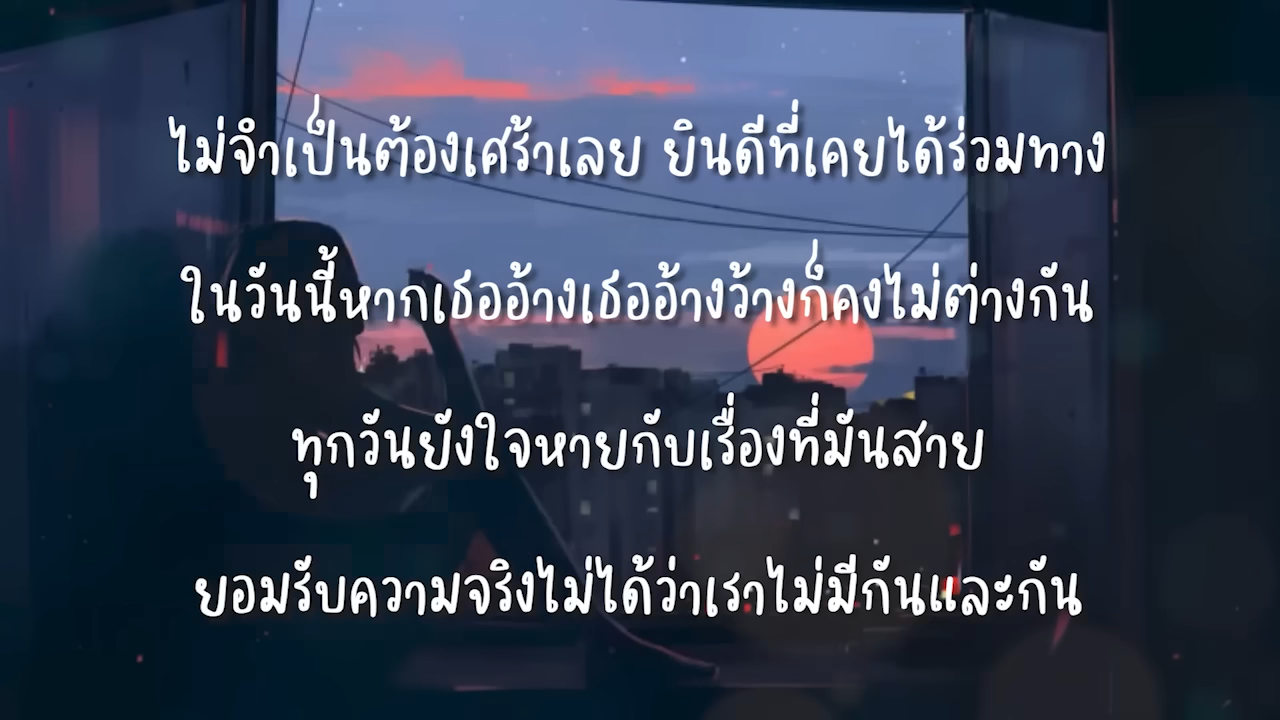 ไม่จำเป็นต้องเศร้าเลย ยินดีที่เคยได้ร่วมทาง
ในวันนี้หากเธออ้างเธออ้างว้างก็คงไม่ต่างกัน
ทุกวันยังใจหายกับเรื่องที่มันสาย
ยอมรับความจริงไม่ได้ว่าเราไม่มีกันและกัน